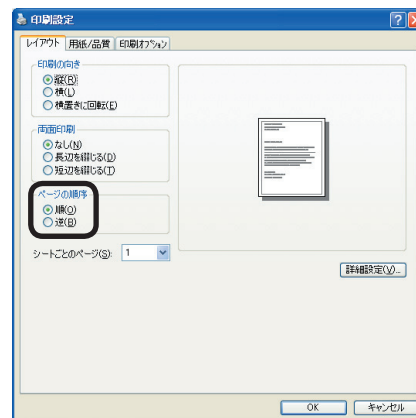 印刷設定
レイアウト 用紙/品質 印刷オプション
印刷の向き
縦(R)
横(L)
横置きに回転(E)
両面印刷
なし(N)
長辺を綴じる(D)
短辺を綴じる(T)
ページの順序
順(O)
逆(B)
シートごとのページ(S): 1
詳細設定(V)...
OK キャンセル